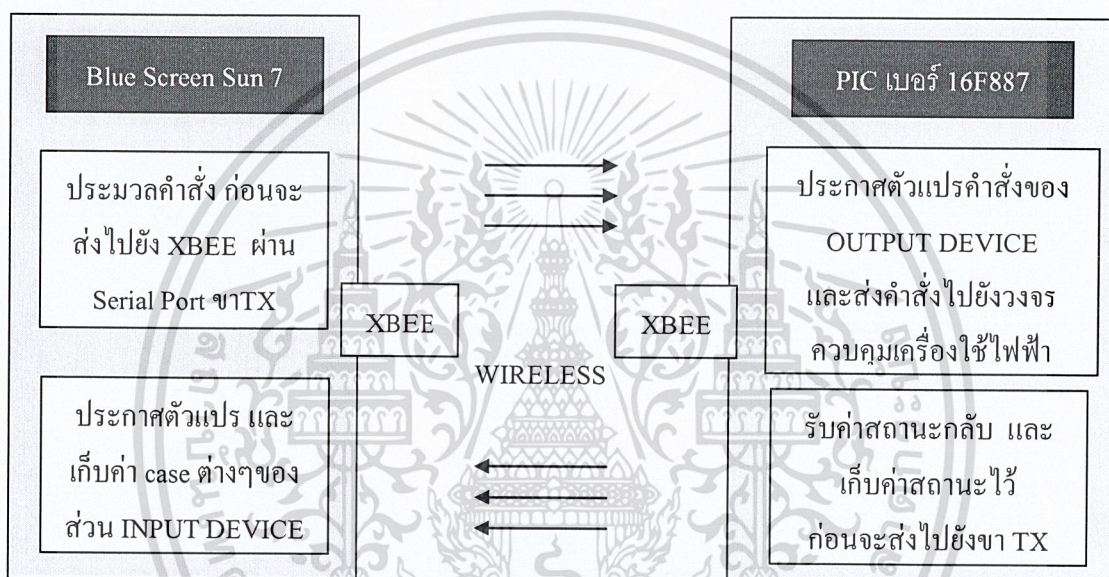 Blue Screen Sun 7
ประมวลคำสั่ง ก่อนจะ
ส่งไปยัง XBEE ผ่าน
Serial Port ขาTX
ประกาศตัวแปร และ
เก็บค่า case ต่างๆของ
ส่วน INPUT DEVICE
XBEE
WIRELESS
XBEE
PIC เบอร์ 16F887
ประกาศตัวแปรคำสั่งของ
OUTPUT DEVICE
และส่งคำสั่งไปยังวงจร
ควบคุมเครื่องใช้ไฟฟ้า
รับค่าสถานะกลับ และ
เก็บค่าสถานะไว้
ก่อนจะส่งไปยังขา TX